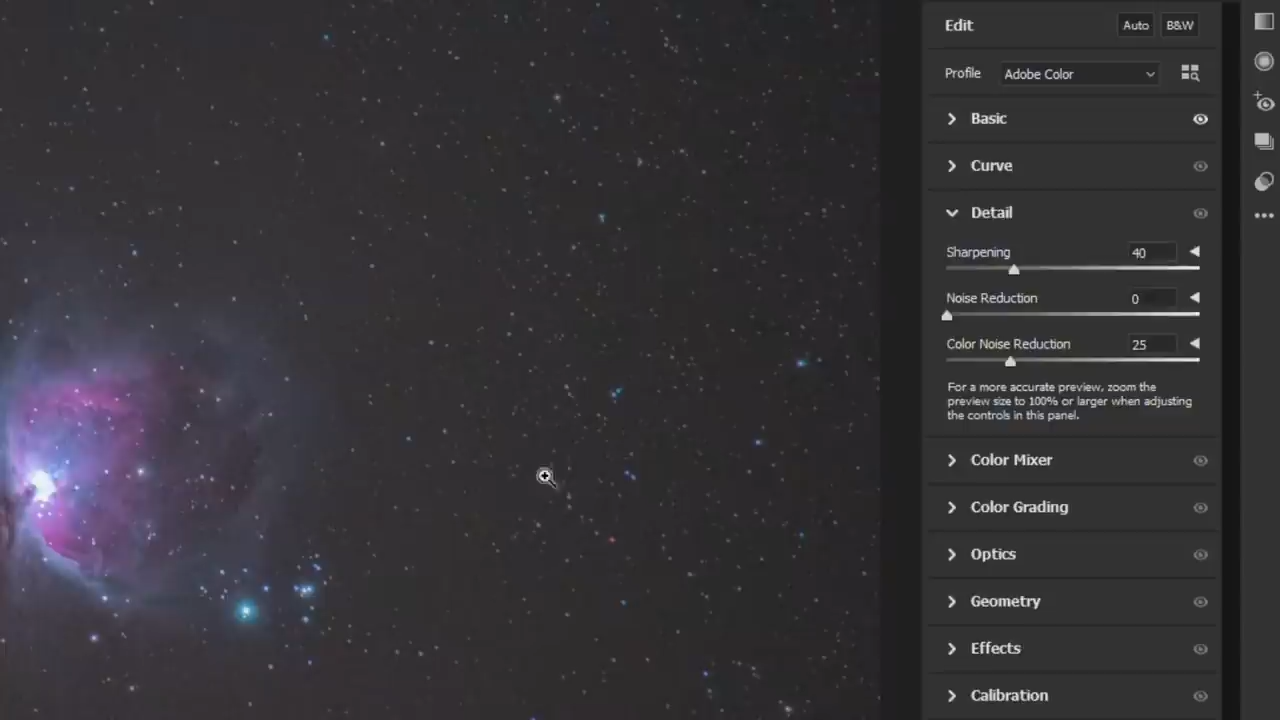 Edit Auto B&W
Profile Adobe Color
Basic
Curve
Detail
Sharpening 40
Noise Reduction 0
Color Noise Reduction 25
For a more accurate preview, zoom the
preview size to 100% or larger when adjusting
the controls in this panel.
Color Mixer
Color Grading
Optics
Geometry
Effects
Calibration